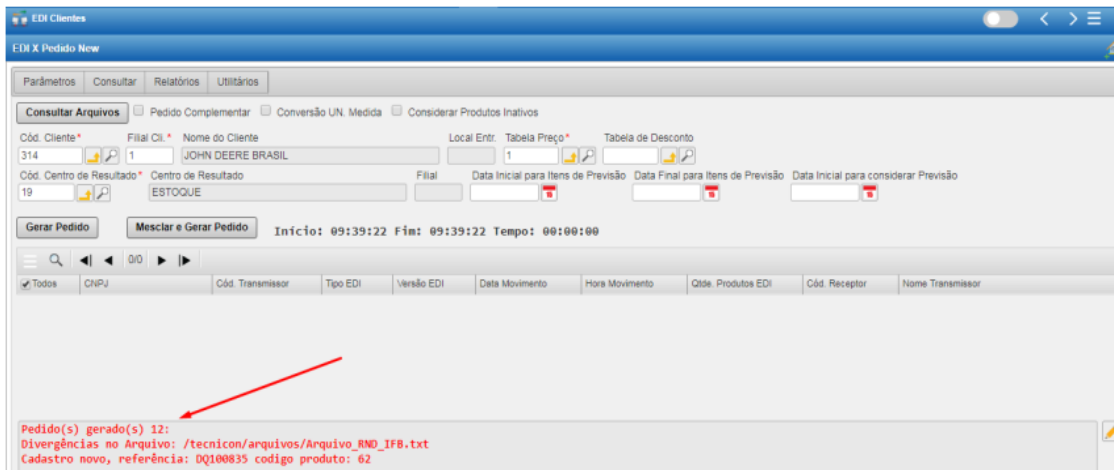 EDI Clientes
EDI X Pedido New
Parâmetros Consultar Relatórios Utilitários
Consultar Arquivos Pedido Complementar Conversão UN. Medida Considerar Produtos Inativos
Cód. Cliente* Filial Cli.* Nome do Cliente Local Entr. Tabela Preço* Tabela de Desconto
314 1 JOHN DEERE BRASIL 1
Cód. Centro de Resultado* Centro de Resultado Filial Data Inicial para Itens de Previsão Data Final para Itens de Previsão Data Inicial para considerar Previsão
19 ESTOQUE
Gerar Pedido Mesclar e Gerar Pedido Início: 09:39:22 Fim: 09:39:22 Tempo: 00:00:00
0/0
Todos CNPJ Cód. Transmissor Tipo EDI Versão EDI Data Movimento Hora Movimento Qtde. Produtos EDI Cód. Receptor Nome Transmissor
Pedido(s) gerado(s) 12:
Divergências no Arquivo: /tecnicon/arquivos/Arquivo_RND_IFB.txt
Cadastro novo, referência: DQ100835 codigo produto: 62